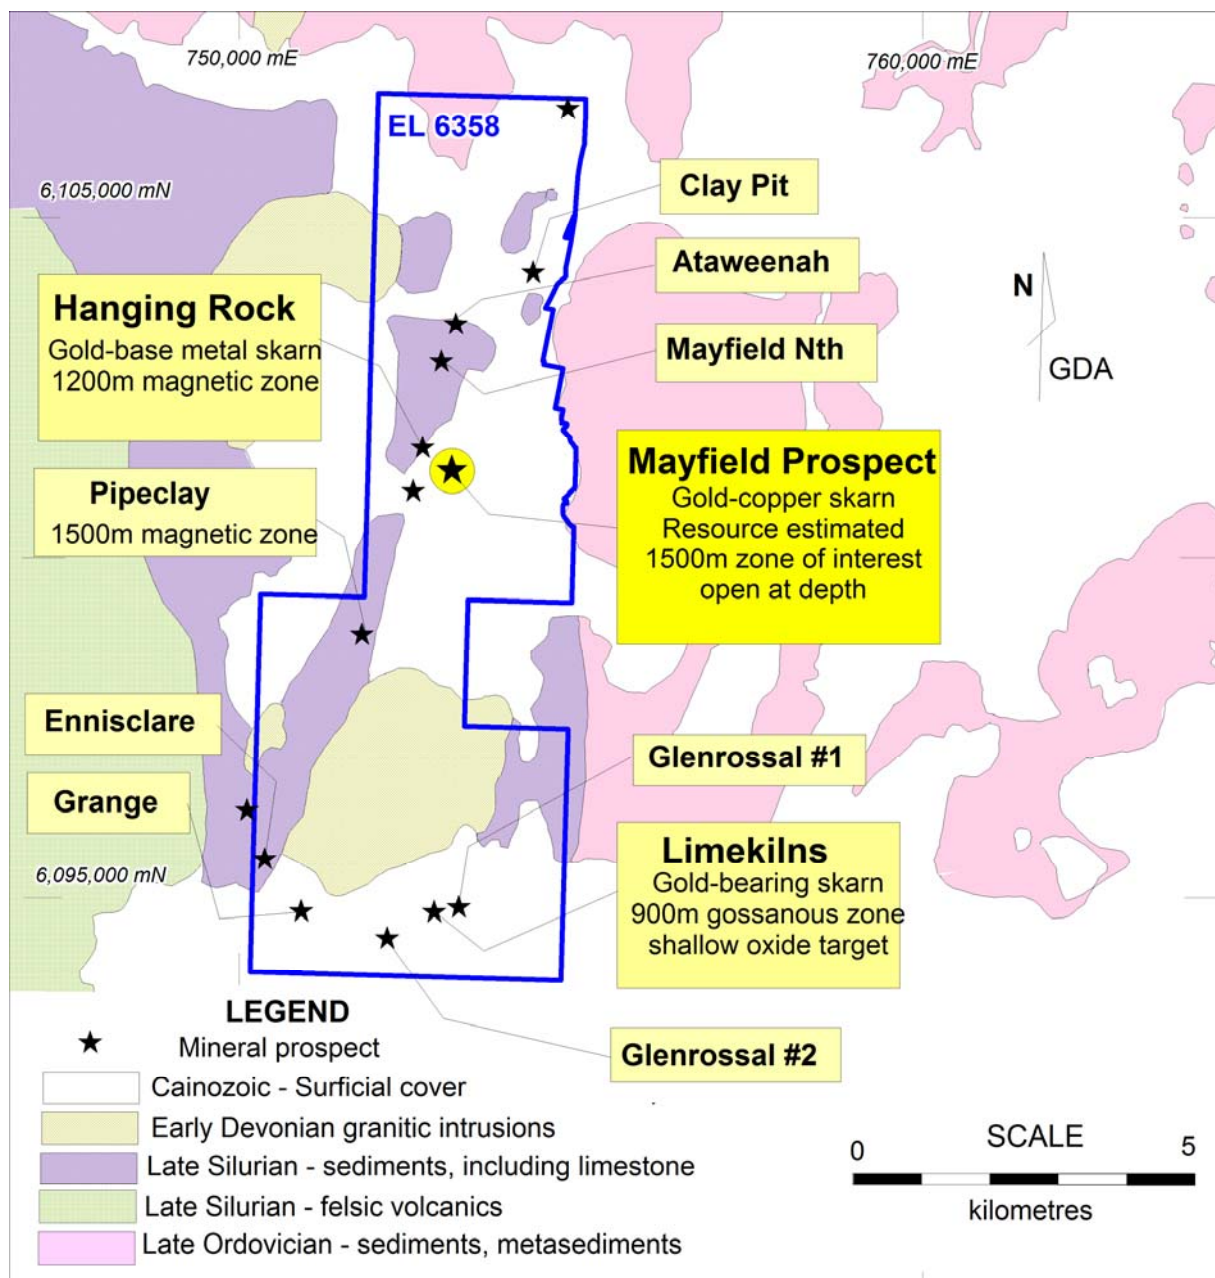 750,000 mE
760,000 mE
EL 6358
6,105,000 mN
Clay Pit
Ataweenah
Mayfield Nth
N
GDA
Hanging Rock
Gold-base metal skarn
1200m magnetic zone
Mayfield Prospect
Gold-copper skarn
Resource estimated
1500m zone of interest
open at depth
Pipeclay
1500m magnetic zone
Ennisclare
Grange
Glenrossal #1
Limekilns
Gold-bearing skarn
900m gossanous zone
shallow oxide target
6,095,000 mN
Glenrossal #2
LEGEND
Mineral prospect
Cainozoic - Surficial cover
Early Devonian granitic intrusions
Late Silurian - sediments, including limestone
Late Silurian - felsic volcanics
Late Ordovician - sediments, metasediments
SCALE
0 5
kilometres